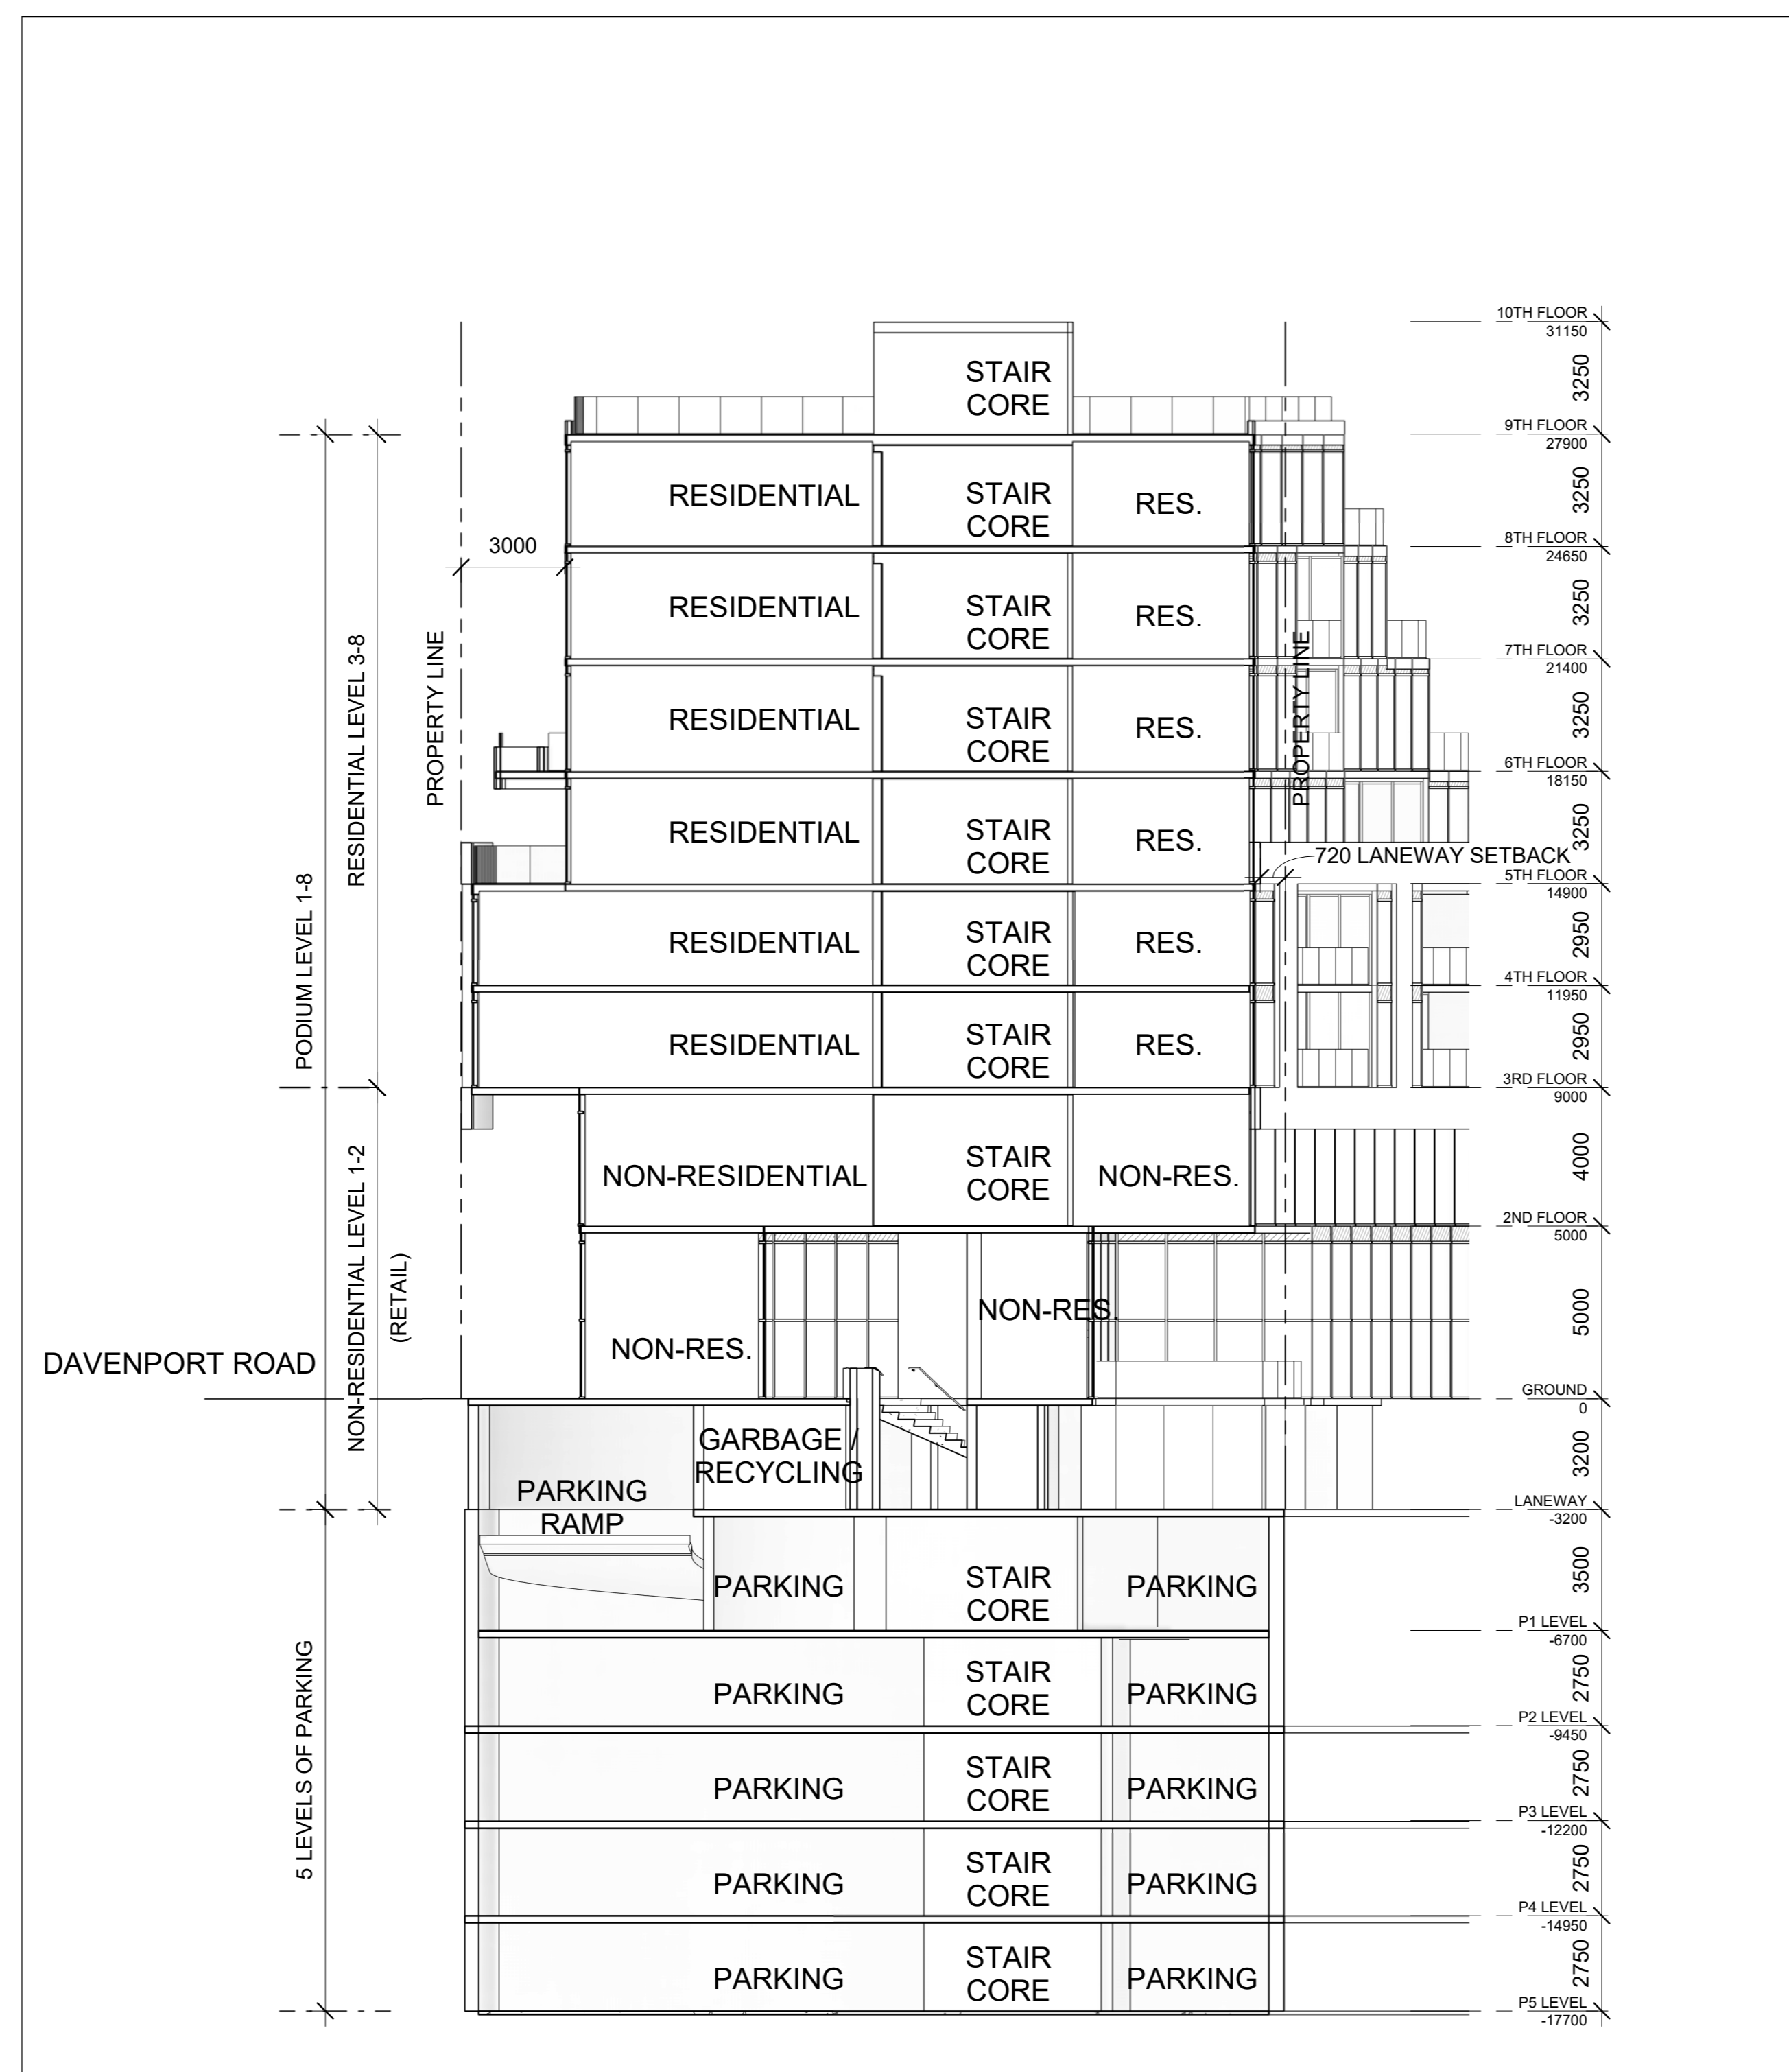 10TH FLOOR
31150
3250
STAIR
CORE
9TH FLOOR
27900
3250
RESIDENTIAL
STAIR
CORE
RES.
8TH FLOOR
24650
3000
3250
RESIDENTIAL
STAIR
CORE
RES.
7TH FLOOR
21400
RESIDENTIAL LEVEL 3-8
PROPERTY LINE
PROPERTY LINE
3250
RESIDENTIAL
STAIR
CORE
RES.
6TH FLOOR
18150
3250
RESIDENTIAL
STAIR
CORE
RES.
720 LANEWAY SETBACK
5TH FLOOR
14900
PODIUM LEVEL 1-8
2950
RESIDENTIAL
STAIR
CORE
RES.
4TH FLOOR
11950
2950
RESIDENTIAL
STAIR
CORE
RES.
3RD FLOOR
9000
4000
NON-RESIDENTIAL
STAIR
CORE
NON-RES.
2ND FLOOR
5000
NON-RESIDENTIAL LEVEL 1-2
(RETAIL)
5000
NON-RES.
NON-RES.
DAVENPORT ROAD
GROUND
0
3200
GARBAGE /
RECYCLING
PARKING
RAMP
LANEWAY
-3200
3500
PARKING
STAIR
CORE
PARKING
P1 LEVEL
-6700
5 LEVELS OF PARKING
2750
PARKING
STAIR
CORE
PARKING
P2 LEVEL
-9450
2750
PARKING
STAIR
CORE
PARKING
P3 LEVEL
-12200
2750
PARKING
STAIR
CORE
PARKING
P4 LEVEL
-14950
2750
PARKING
STAIR
CORE
PARKING
P5 LEVEL
-17700